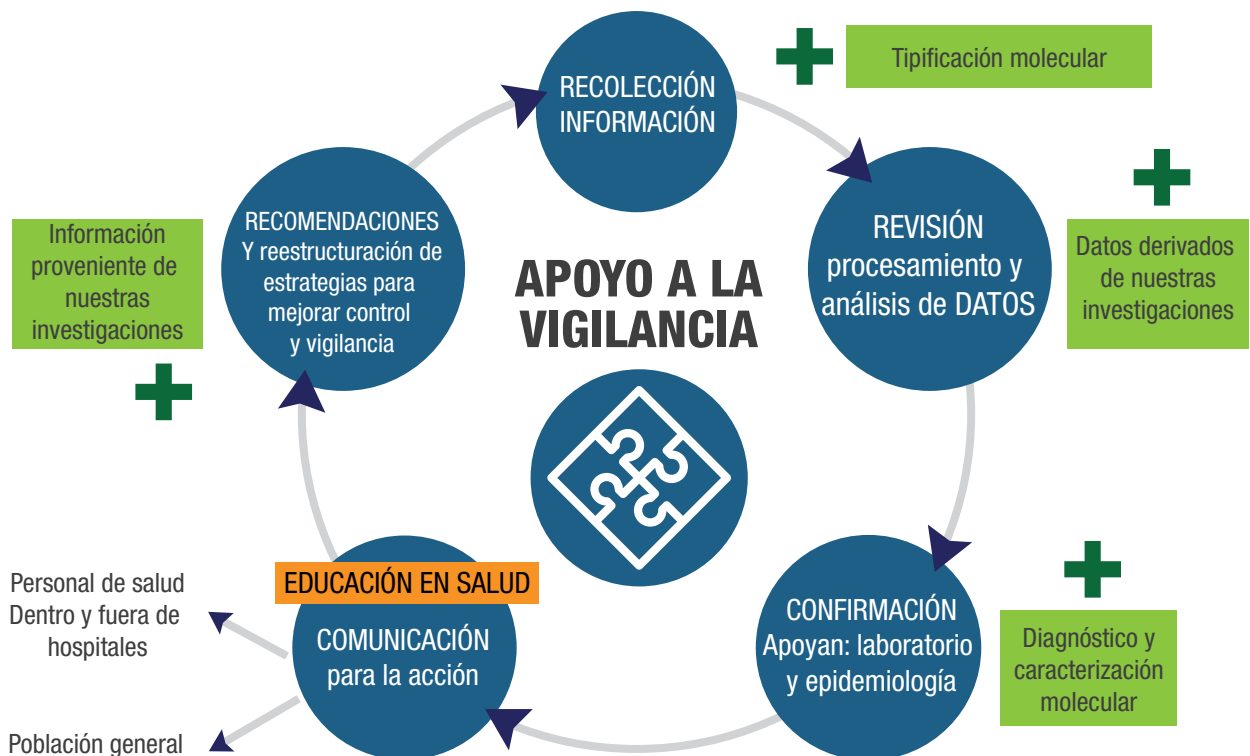 RECOLECCIÓN
INFORMACIÓN
Tipificación molecular
REVISIÓN
procesamiento y
análisis de DATOS
Datos derivados
de nuestras
investigaciones
RECOMENDACIONES
Y reestructuración de
estrategias para
mejorar control
y vigilancia
Información
proveniente de
nuestras
investigaciones
APOYO A LA
VIGILANCIA
CONFIRMACIÓN
Apoyan: laboratorio
y epidemiología
Diagnóstico y
caracterización
molecular
EDUCACIÓN EN SALUD
COMUNICACIÓN
para la acción
Personal de salud
Dentro y fuera de
hospitales
Población general